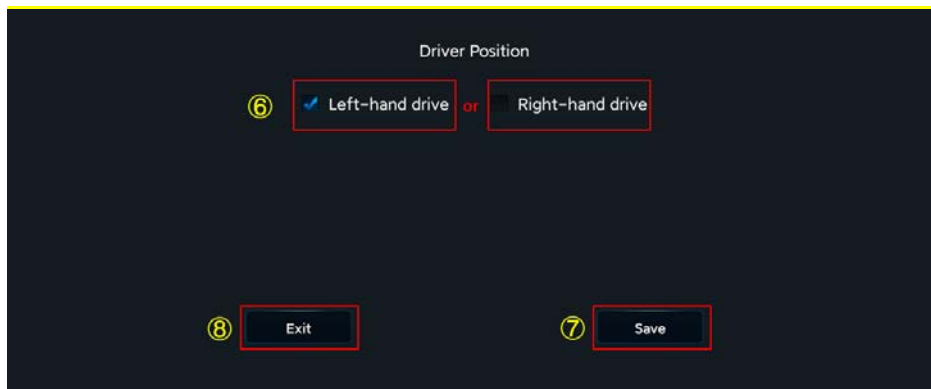 Driver Position
⑥ Left-hand drive or Right-hand drive
⑧ Exit ⑦ Save